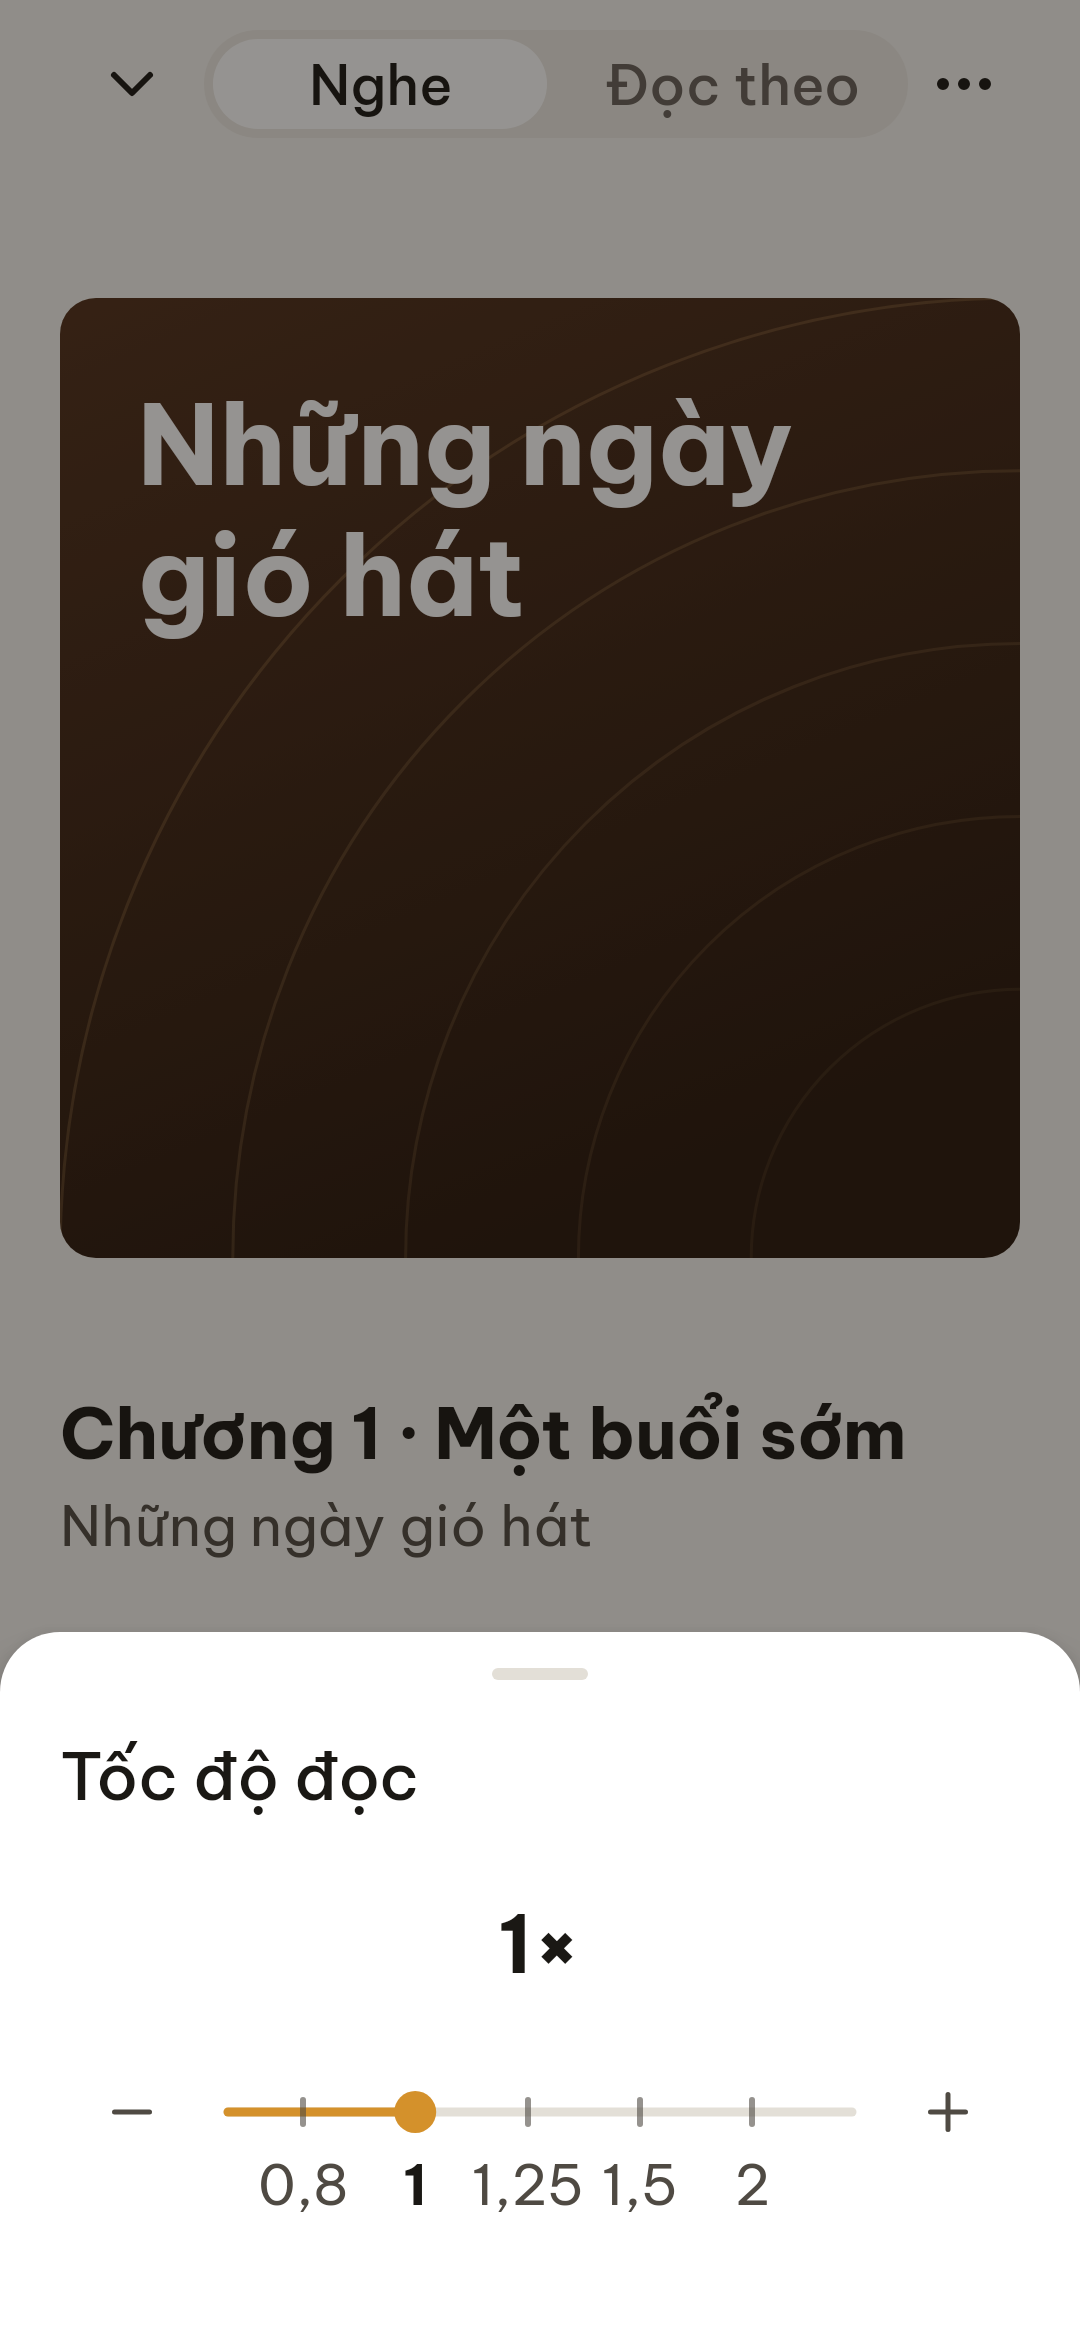 Nghe Đọc theo
Những ngày
gió hát
Chương 1 · Một buổi sớm
Những ngày gió hát
Tốc độ đọc
1×
0,8 1 1,25 1,5 2